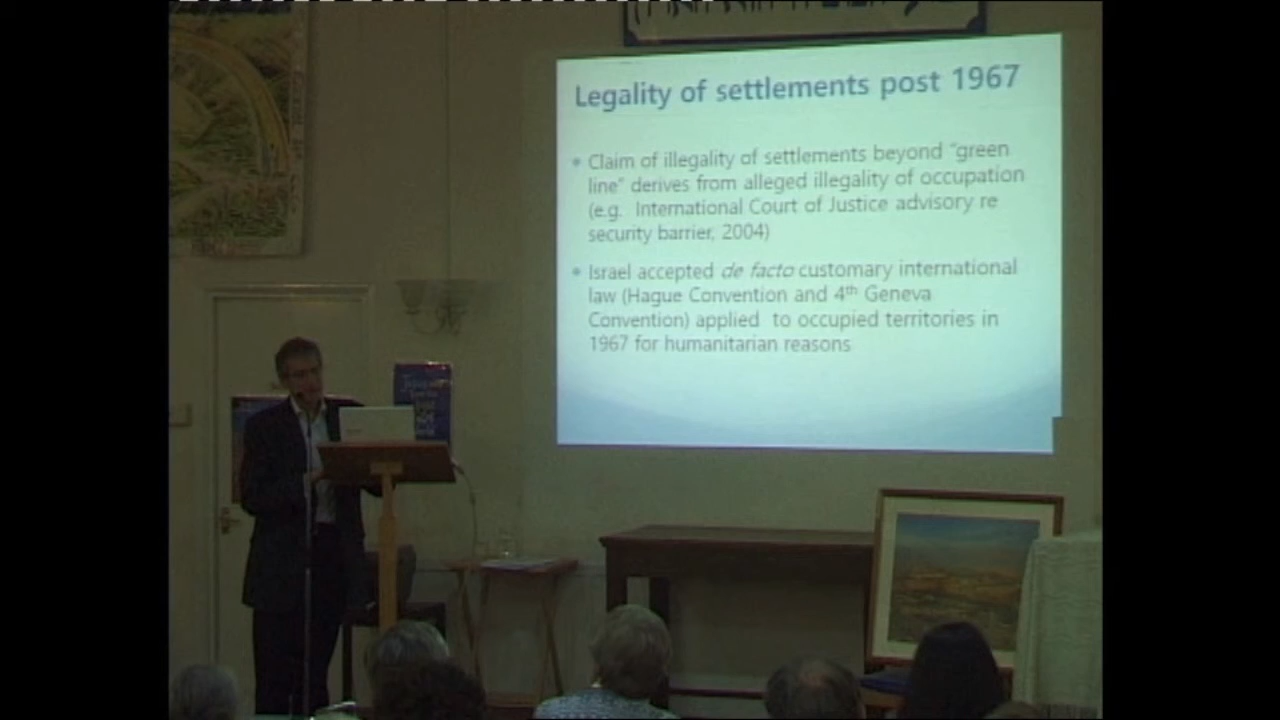 Legality of settlements post 1967
• Claim of illegality of settlements beyond "green
line" derives from alleged illegality of occupation
(e.g. International Court of Justice advisory re
security barrier, 2004)
• Israel accepted de facto customary international
law (Hague Convention and 4th Geneva
Convention) applied to occupied territories in
1967 for humanitarian reasons